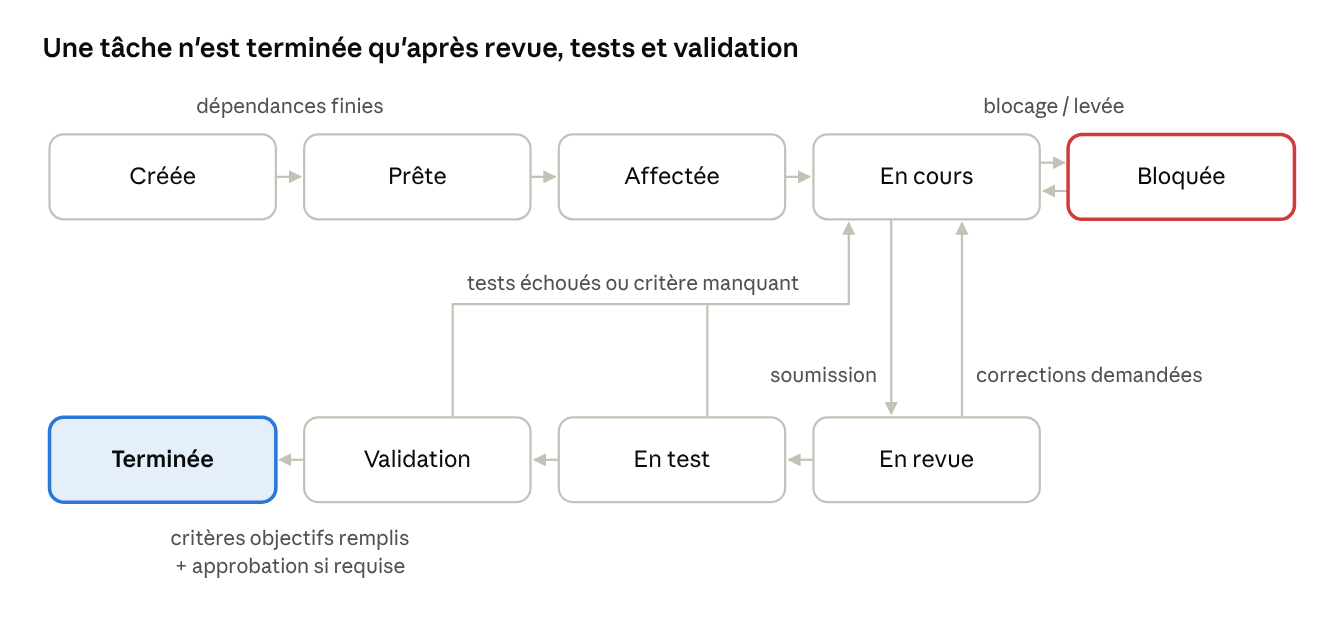 Une tâche n'est terminée qu'après revue, tests et validation
dépendances finies
blocage / levée
Créée
Prête
Affectée
En cours
Bloquée
tests échoués ou critère manquant
soumission
corrections demandées
Terminée
Validation
En test
En revue
critères objectifs remplis
+ approbation si requise